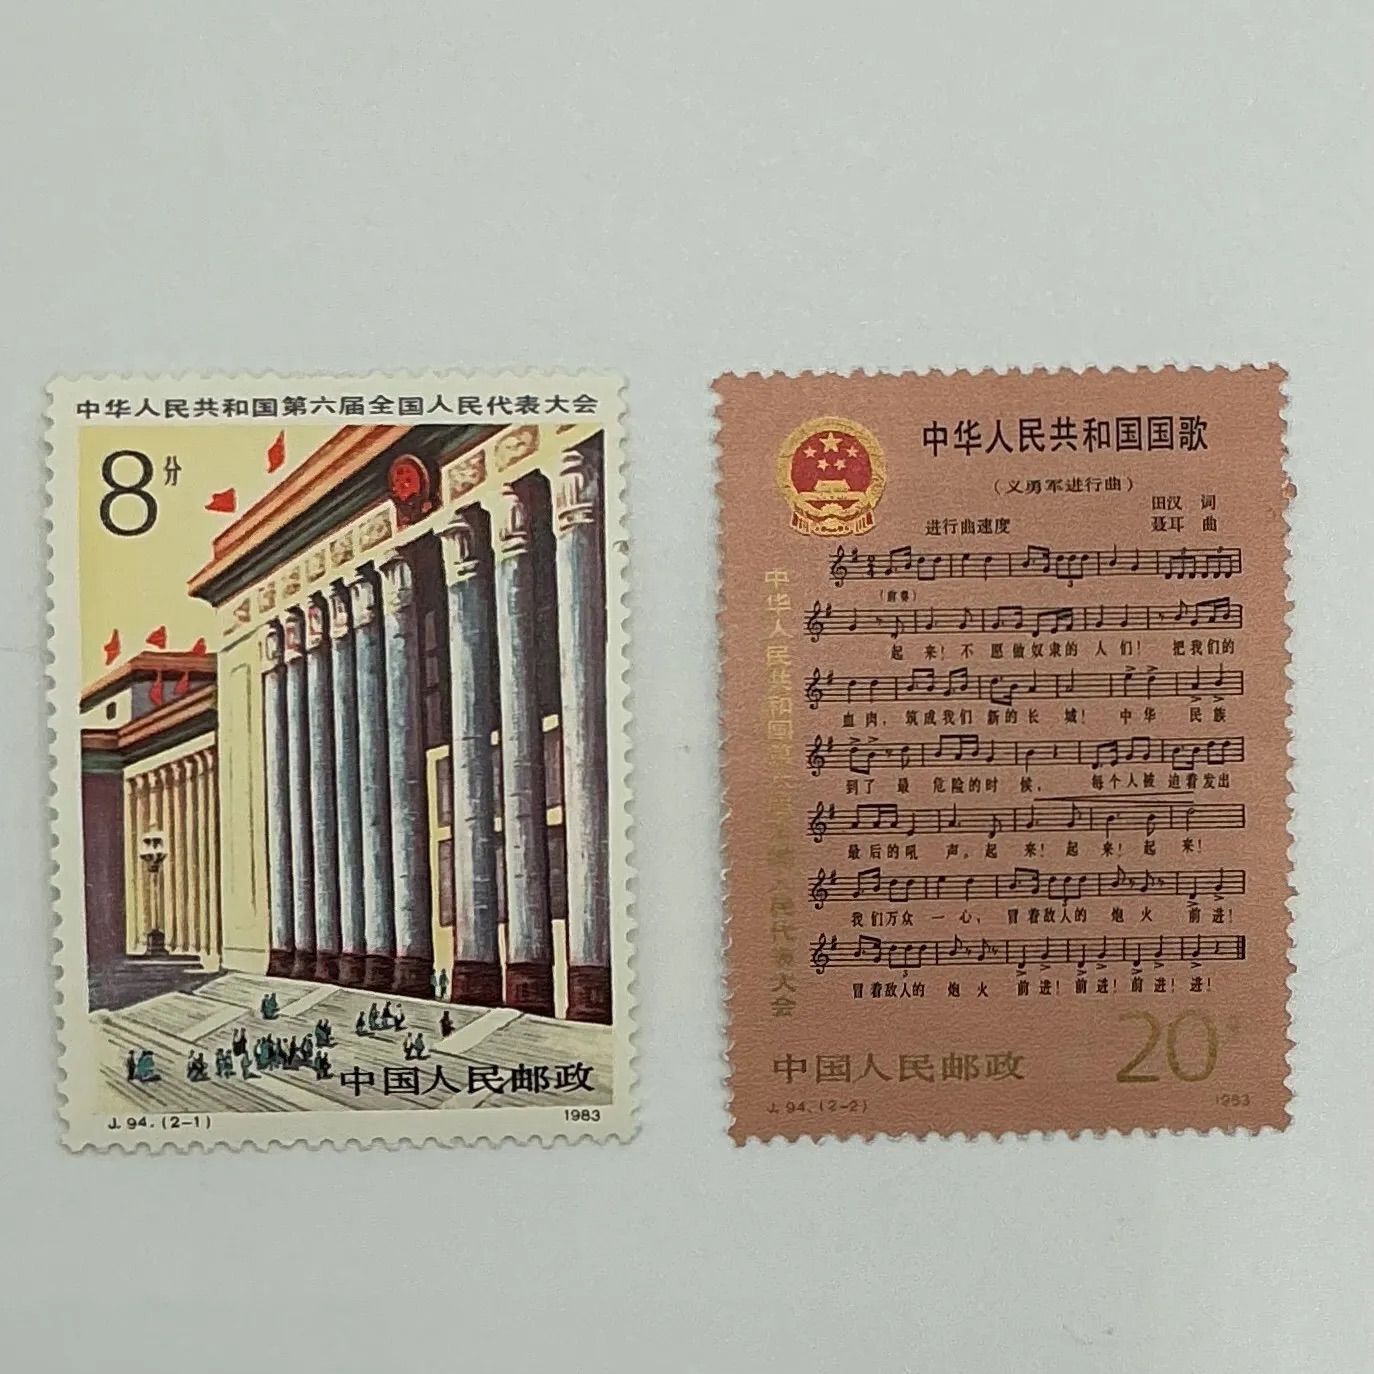 中华人民共和国第六届全国人民代表大会
8分
中国人民邮政
J.94.(2-1)
1983
中华人民共和国国歌
(义勇军进行曲)
田汉 词
进行曲速度
聂耳 曲
(前奏)
起来!不愿做奴隶的人们!把我们的
血肉,筑成我们新的长城!中华民族
到了最危险的时候,每个人被迫着发出
最后的吼声。起来!起来!起来!
我们万众一心,冒着敌人的炮火前进!
冒着敌人的炮火前进!前进!前进!进!
中华人民共和国第六届全国人民代表大会
20分
中国人民邮政
J.94.(2-2)
1983